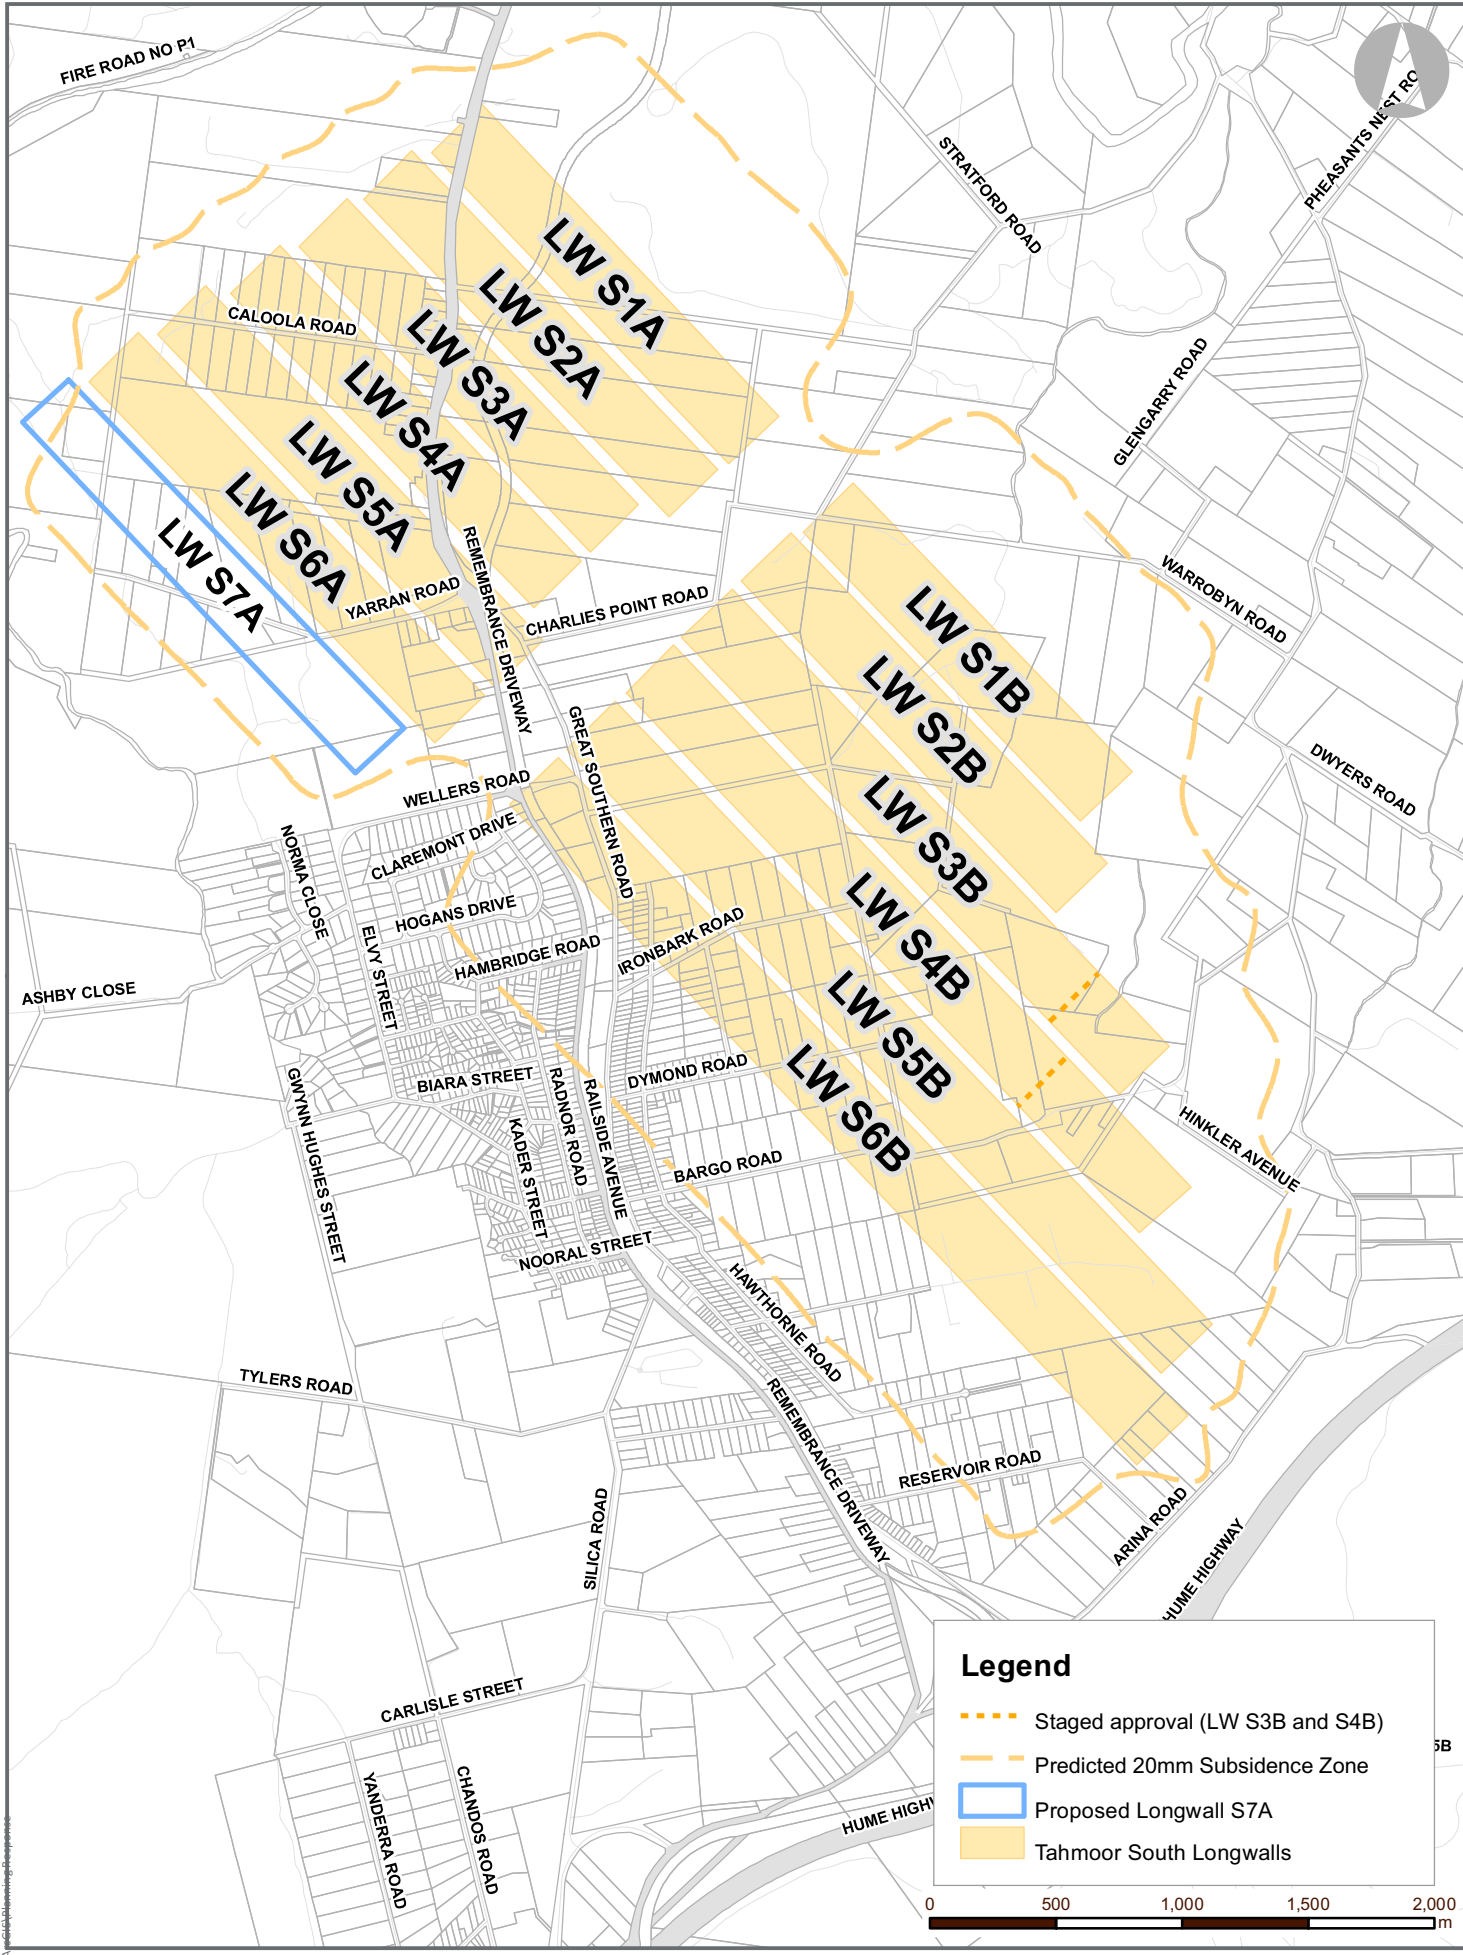 FIRE ROAD NO P1
PHEASANTS NEST RO
STRATFORD ROAD
LW S1A
LW S2A
CALOOLA ROAD
LW S3A
GLENGARRY ROAD
LW S4A
LW S5A
LW S6A
LW S7A
REMEMBRANCE DRIVEWAY
YARRAN ROAD
CHARLIES POINT ROAD
WARROBYN ROAD
LW S1B
LW S2B
GREAT SOUTHERN ROAD
DWYERS ROAD
WELLERS ROAD
LW S3B
CLAREMONT DRIVE
NORMA CLOSE
LW S4B
HOGANS DRIVE
IRONBARK ROAD
ELVY STREET
HAMBRIDGE ROAD
ASHBY CLOSE
LW S5B
LW S6B
BIARA STREET
DYMOND ROAD
GWYNN HUGHES STREET
RADNOR ROAD
RAILSIDE AVENUE
KADER STREET
HINKLER AVENUE
BARGO ROAD
NOORAL STREET
HAWTHORNE ROAD
TYLERS ROAD
REMEMBRANCE DRIVEWAY
RESERVOIR ROAD
SILICA ROAD
ARINA ROAD
HUME HIGHWAY
CARLISLE STREET
YANDERRA ROAD
CHANDOS ROAD
HUME HIGHW
5B
Legend
Staged approval (LW S3B and S4B)
Predicted 20mm Subsidence Zone
Proposed Longwall S7A
Tahmoor South Longwalls
0 500 1,000 1,500 2,000
m